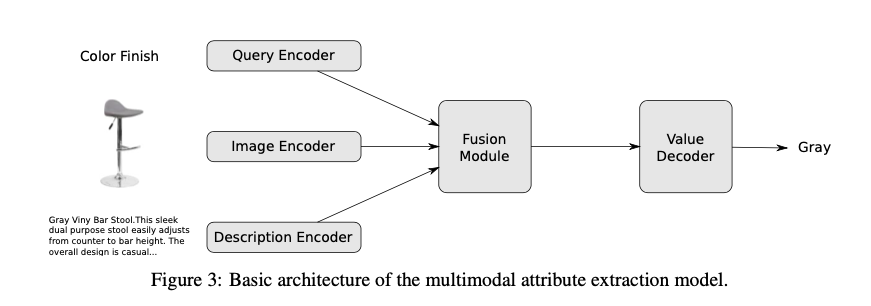 Color Finish
Query Encoder
Image Encoder
Gray Viny Bar Stool.This sleek
dual purpose stool easily adjusts
from counter to bar height. The
overall design is casual...
Description Encoder
Fusion
Module
Value
Decoder
Gray
Figure 3: Basic architecture of the multimodal attribute extraction model.